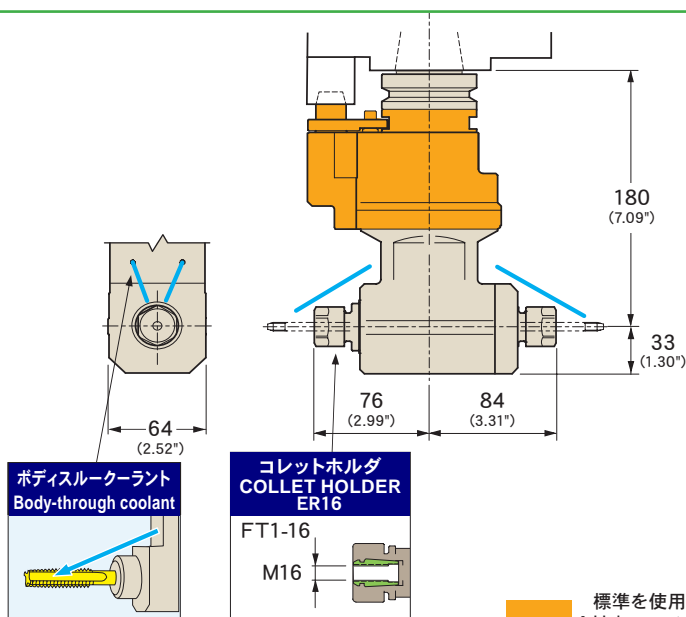 180
(7.09")
33
(1.30")
76
(2.99")
84
(3.31")
64
(2.52")
ボディスルークーラント
Body-through coolant
コレットホルダ
COLLET HOLDER
ER16
FT1-16
M16
標準を使用